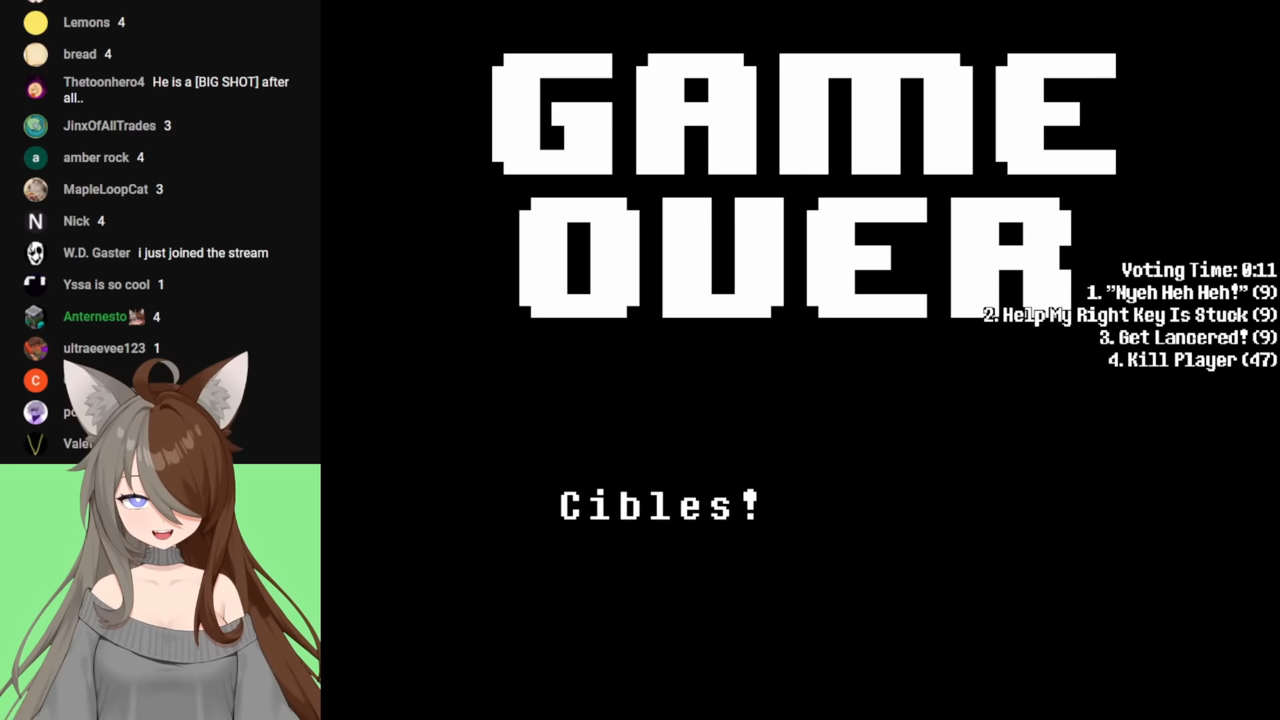 Lemons 4
bread 4
Thetoonhero4 He is a [BIG SHOT] after
all..
JinxOfAllTrades 3
a amber rock 4
MapleLoopCat 3
N Nick 4
W.D. Gaster i just joined the stream
Yssa is so cool 1
Anternesto 4
ultraeevee123 1
C
GAME
OVER
Voting Time: 0:11
1. "Nyeh Heh Heh!" (9)
2. Help My Right Key Is Stuck (9)
3. Get Lancered! (9)
4. Kill Player (47)
Cibles!